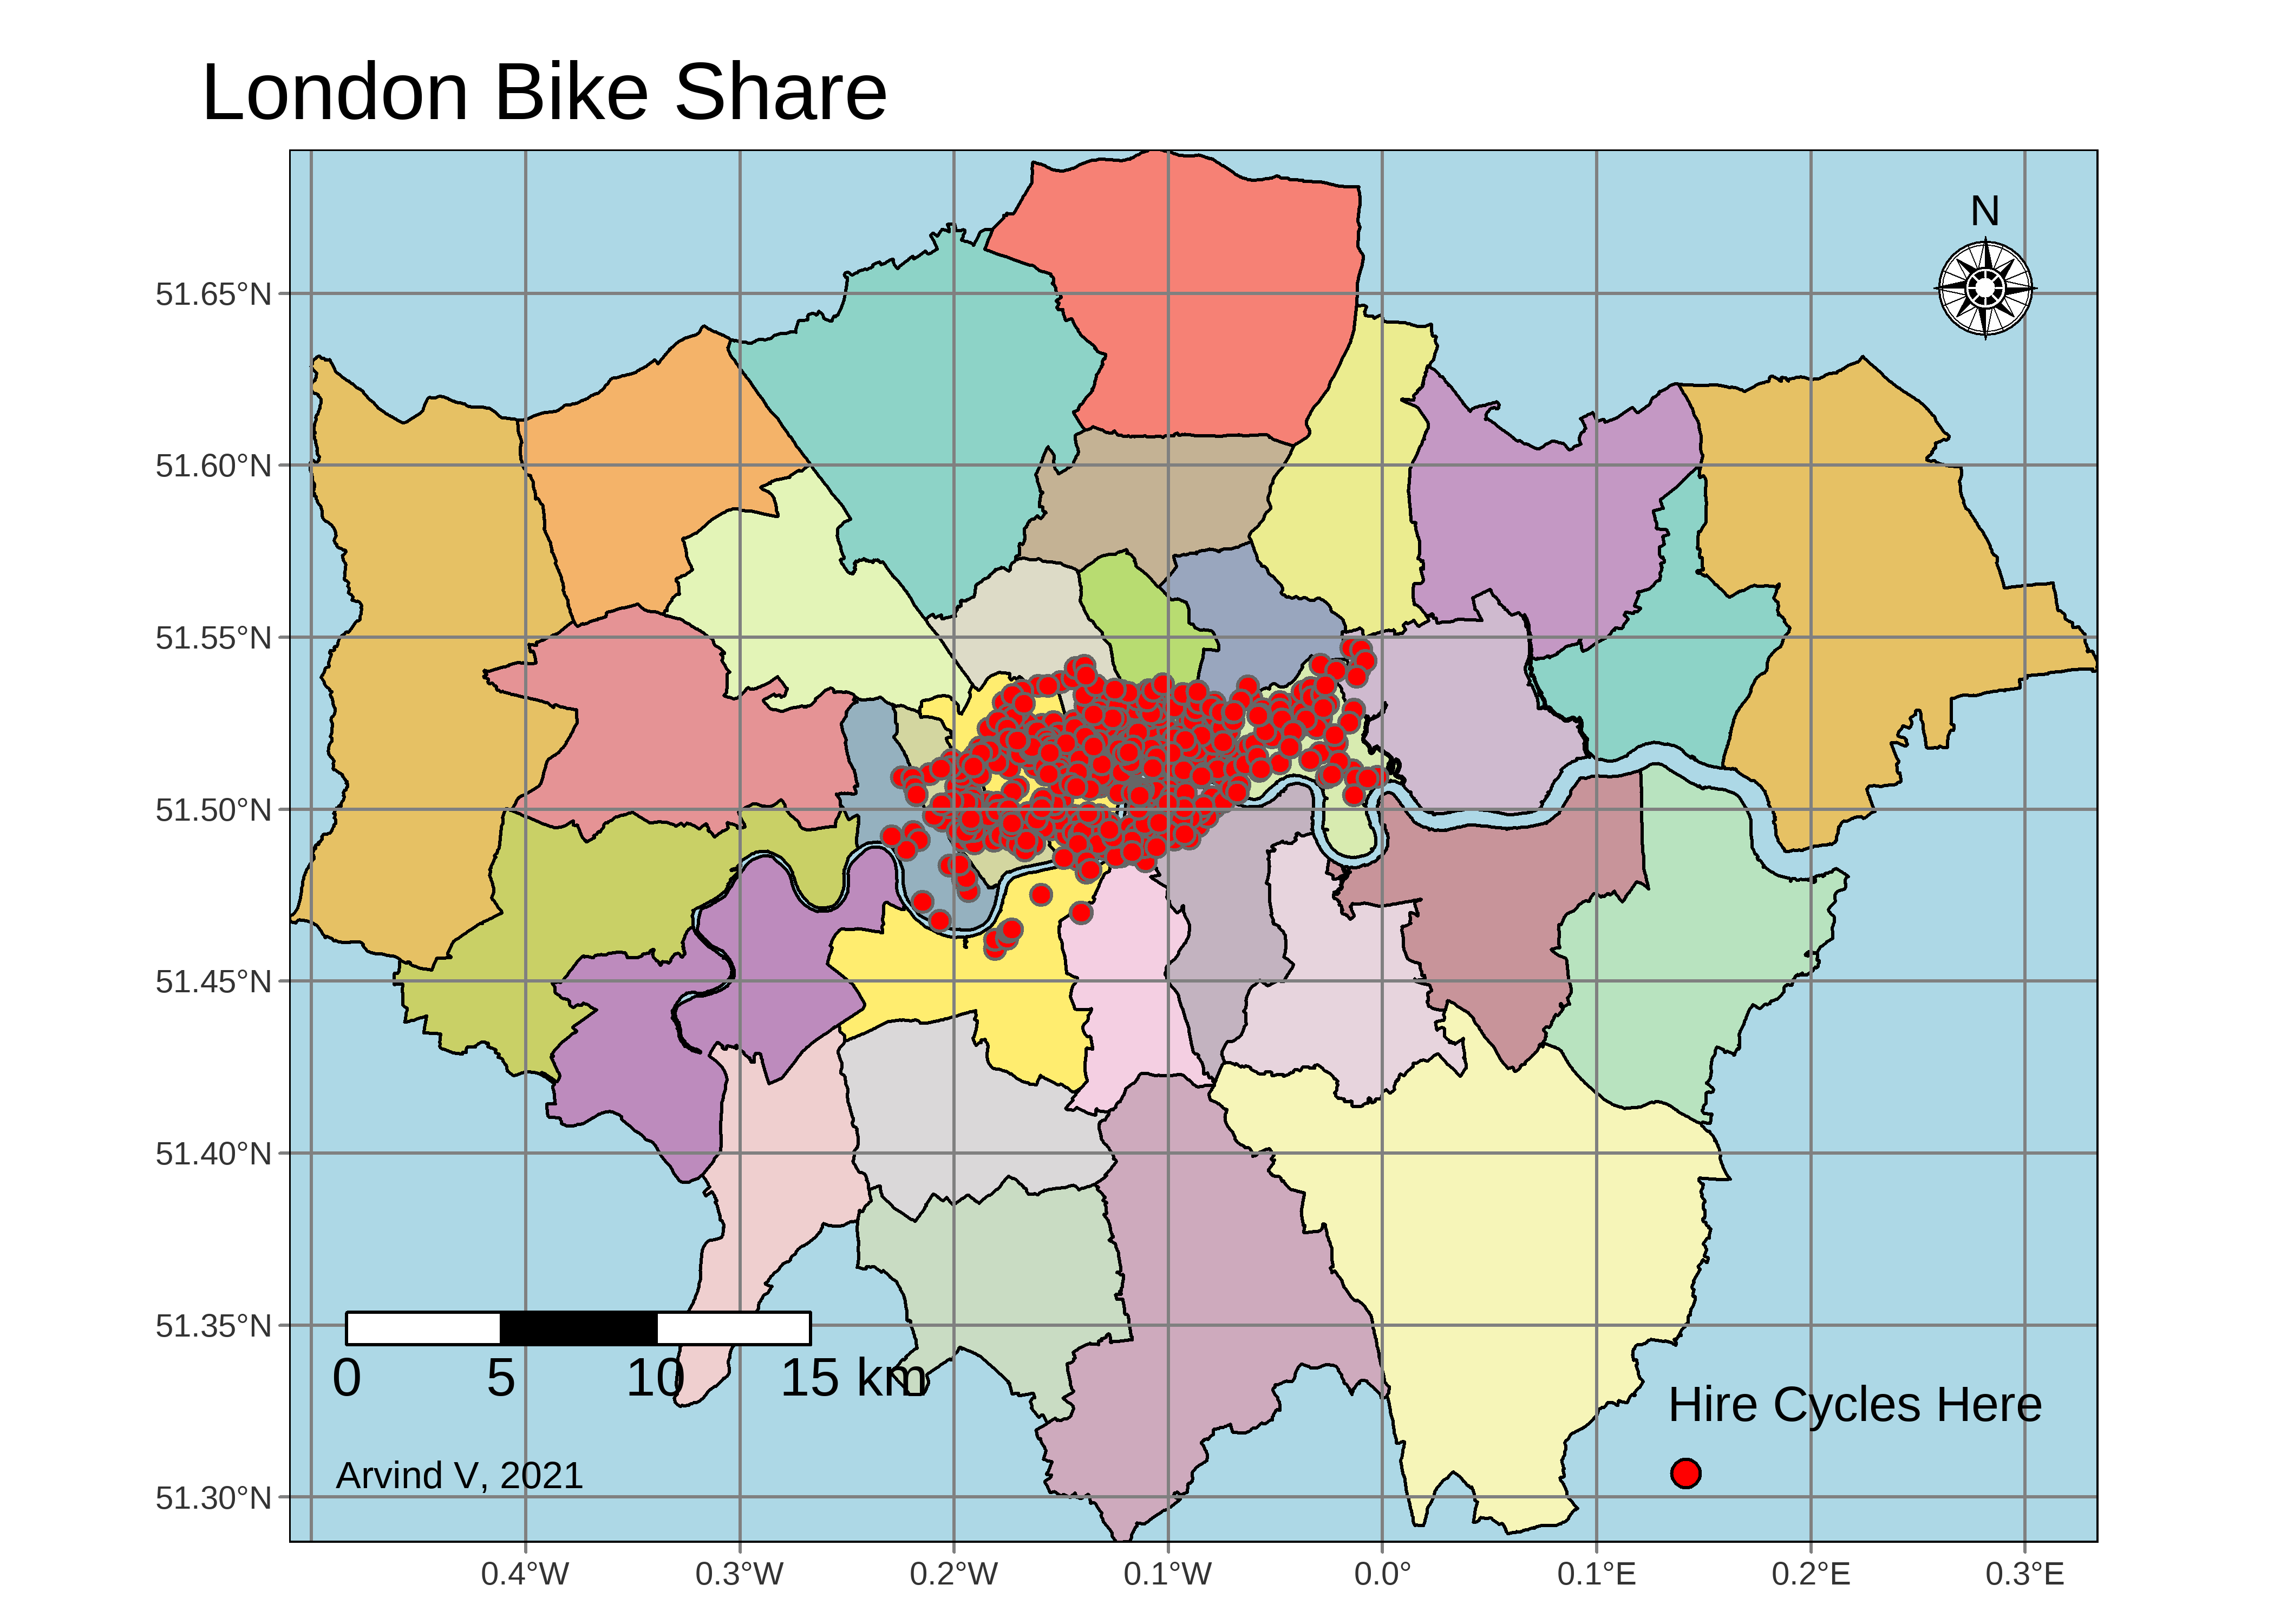 London Bike Share
N
51.65°N
51.60°N
51.55°N
51.50°N
51.45°N
51.40°N
51.35°N
51.30°N
0 5 10 15 km
Hire Cycles Here
Arvind V, 2021
0.4°W 0.3°W 0.2°W 0.1°W 0.0° 0.1°E 0.2°E 0.3°E